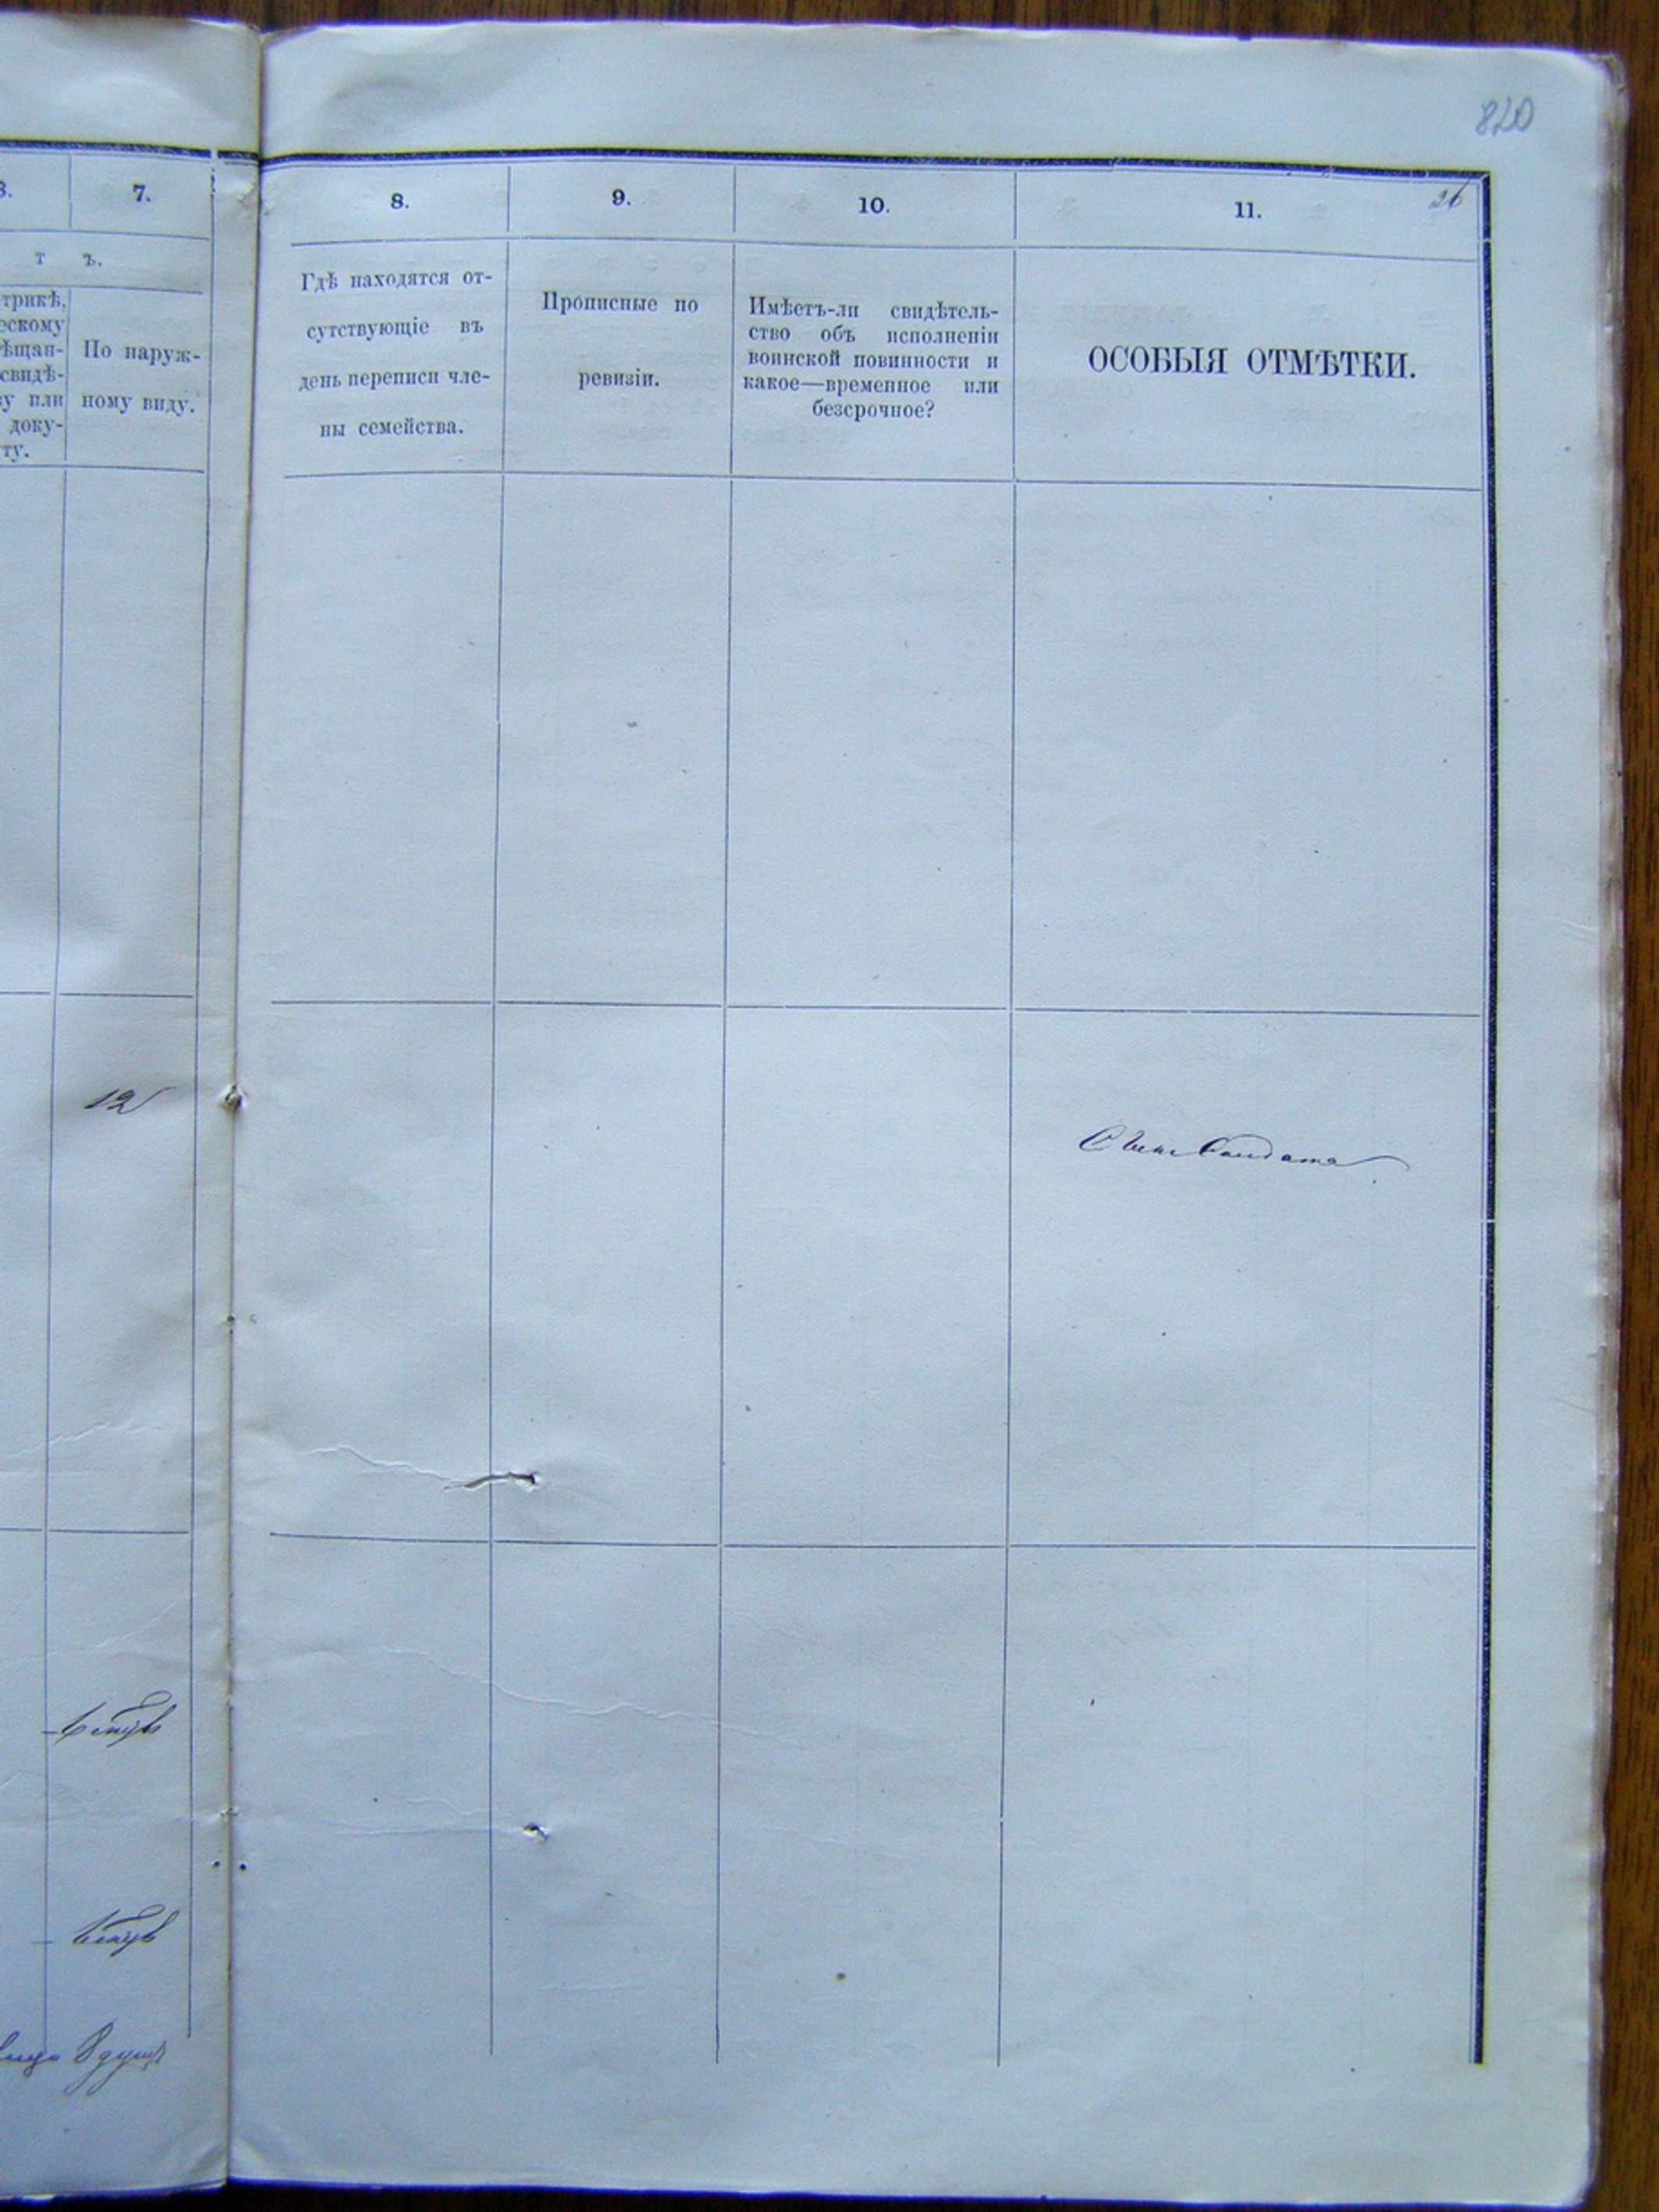 820
26
7.
8.
9.
10.
11.
т ъ.
трикѣ,
ескому
ѣщан-
свидѣ-
ву или
доку-
ту.
По наруж-
ному виду.
Гдѣ находятся от-
сутствующіе въ
день переписи чле-
ны семейства.
Прописные по
ревизіи.
Имѣетъ-ли свидѣтель-
ство объ исполненіи
воинской повинности и
какое—временное или
безсрочное?
ОСОБЫЯ ОТМѢТКИ.
12
Сынъ Солдата